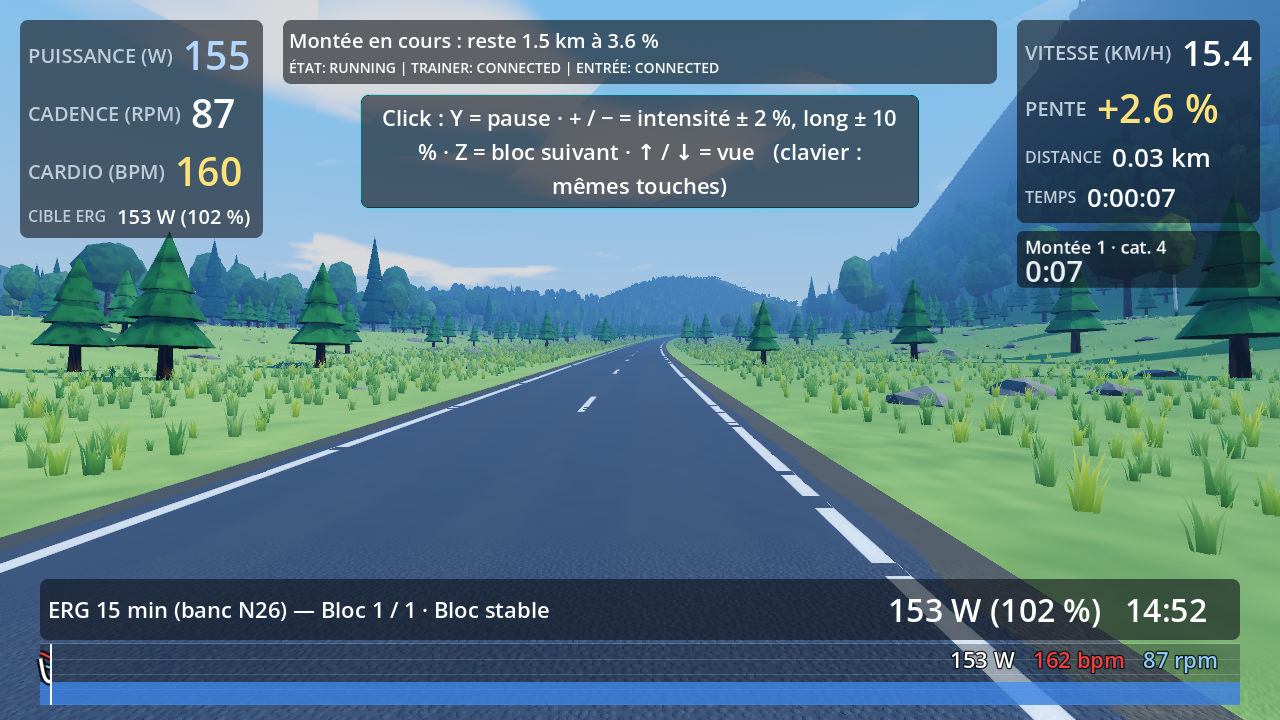 PUISSANCE (W) 155
CADENCE (RPM) 87
CARDIO (BPM) 160
CIBLE ERG 153 W (102 %)
Montée en cours : reste 1.5 km à 3.6 %
ÉTAT: RUNNING | TRAINER: CONNECTED | ENTRÉE: CONNECTED
Click : Y = pause · + / − = intensité ± 2 %, long ± 10
% · Z = bloc suivant · ↑ / ↓ = vue (clavier :
mêmes touches)
VITESSE (KM/H) 15.4
PENTE +2.6 %
DISTANCE 0.03 km
TEMPS 0:00:07
Montée 1 · cat. 4
0:07
ERG 15 min (banc N26) — Bloc 1 / 1 · Bloc stable 153 W (102 %) 14:52
153 W 162 bpm 87 rpm